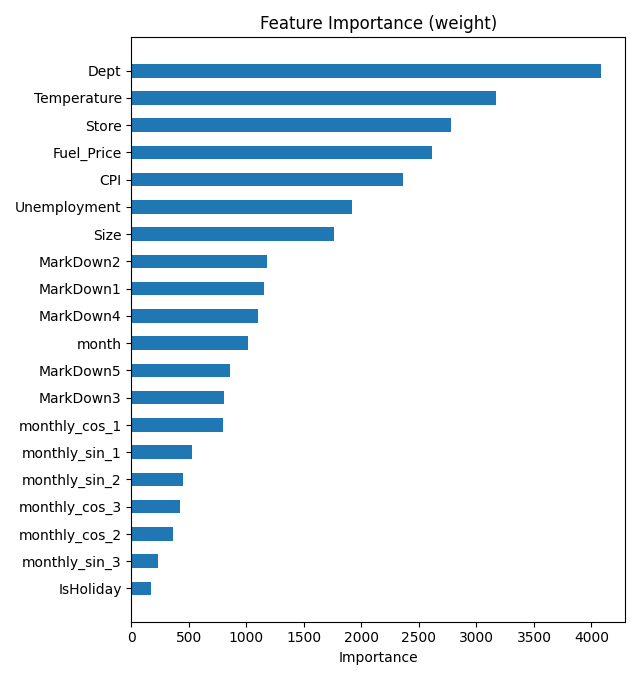 Feature Importance (weight)
Dept
Temperature
Store
Fuel_Price
CPI
Unemployment
Size
MarkDown2
MarkDown1
MarkDown4
month
MarkDown5
MarkDown3
monthly_cos_1
monthly_sin_1
monthly_sin_2
monthly_cos_3
monthly_cos_2
monthly_sin_3
IsHoliday
0 500 1000 1500 2000 2500 3000 3500 4000
Importance